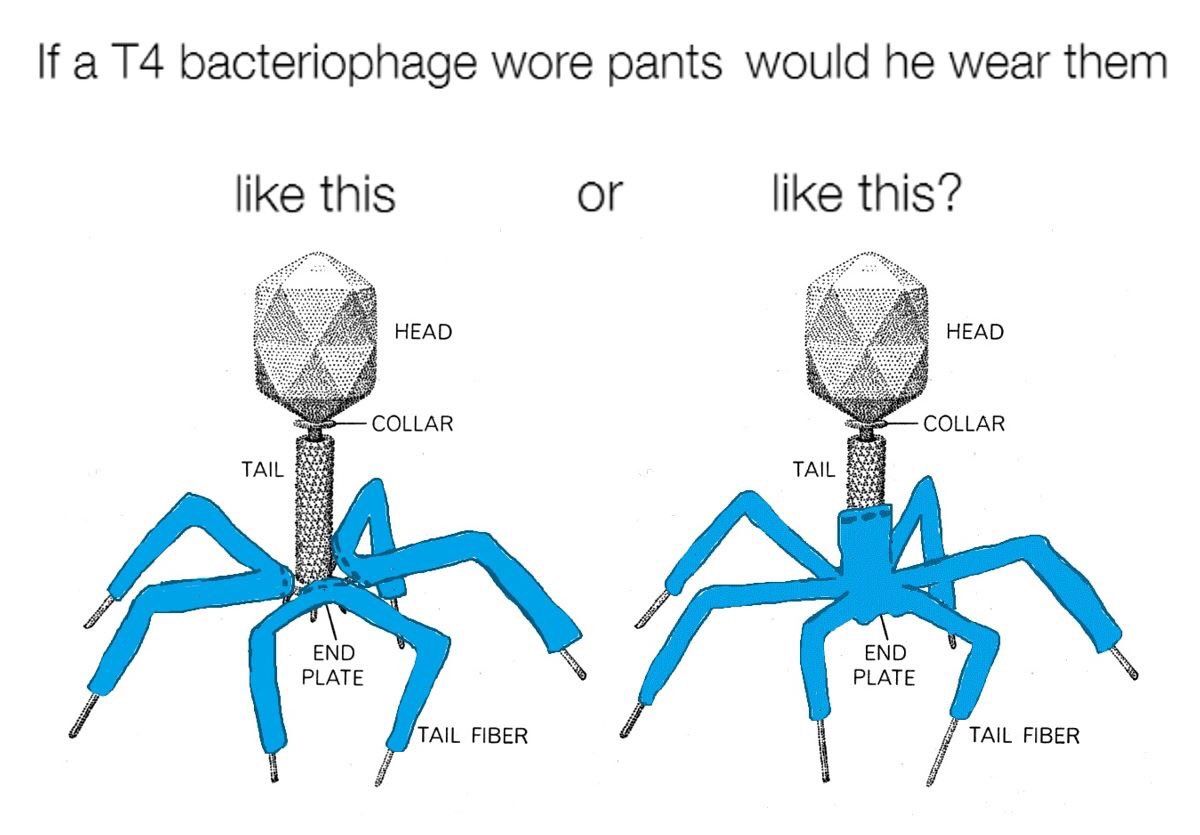 If a T4 bacteriophage wore pants would he wear them
like this or like this?
HEAD HEAD
COLLAR COLLAR
TAIL TAIL
END END
PLATE PLATE
TAIL FIBER TAIL FIBER